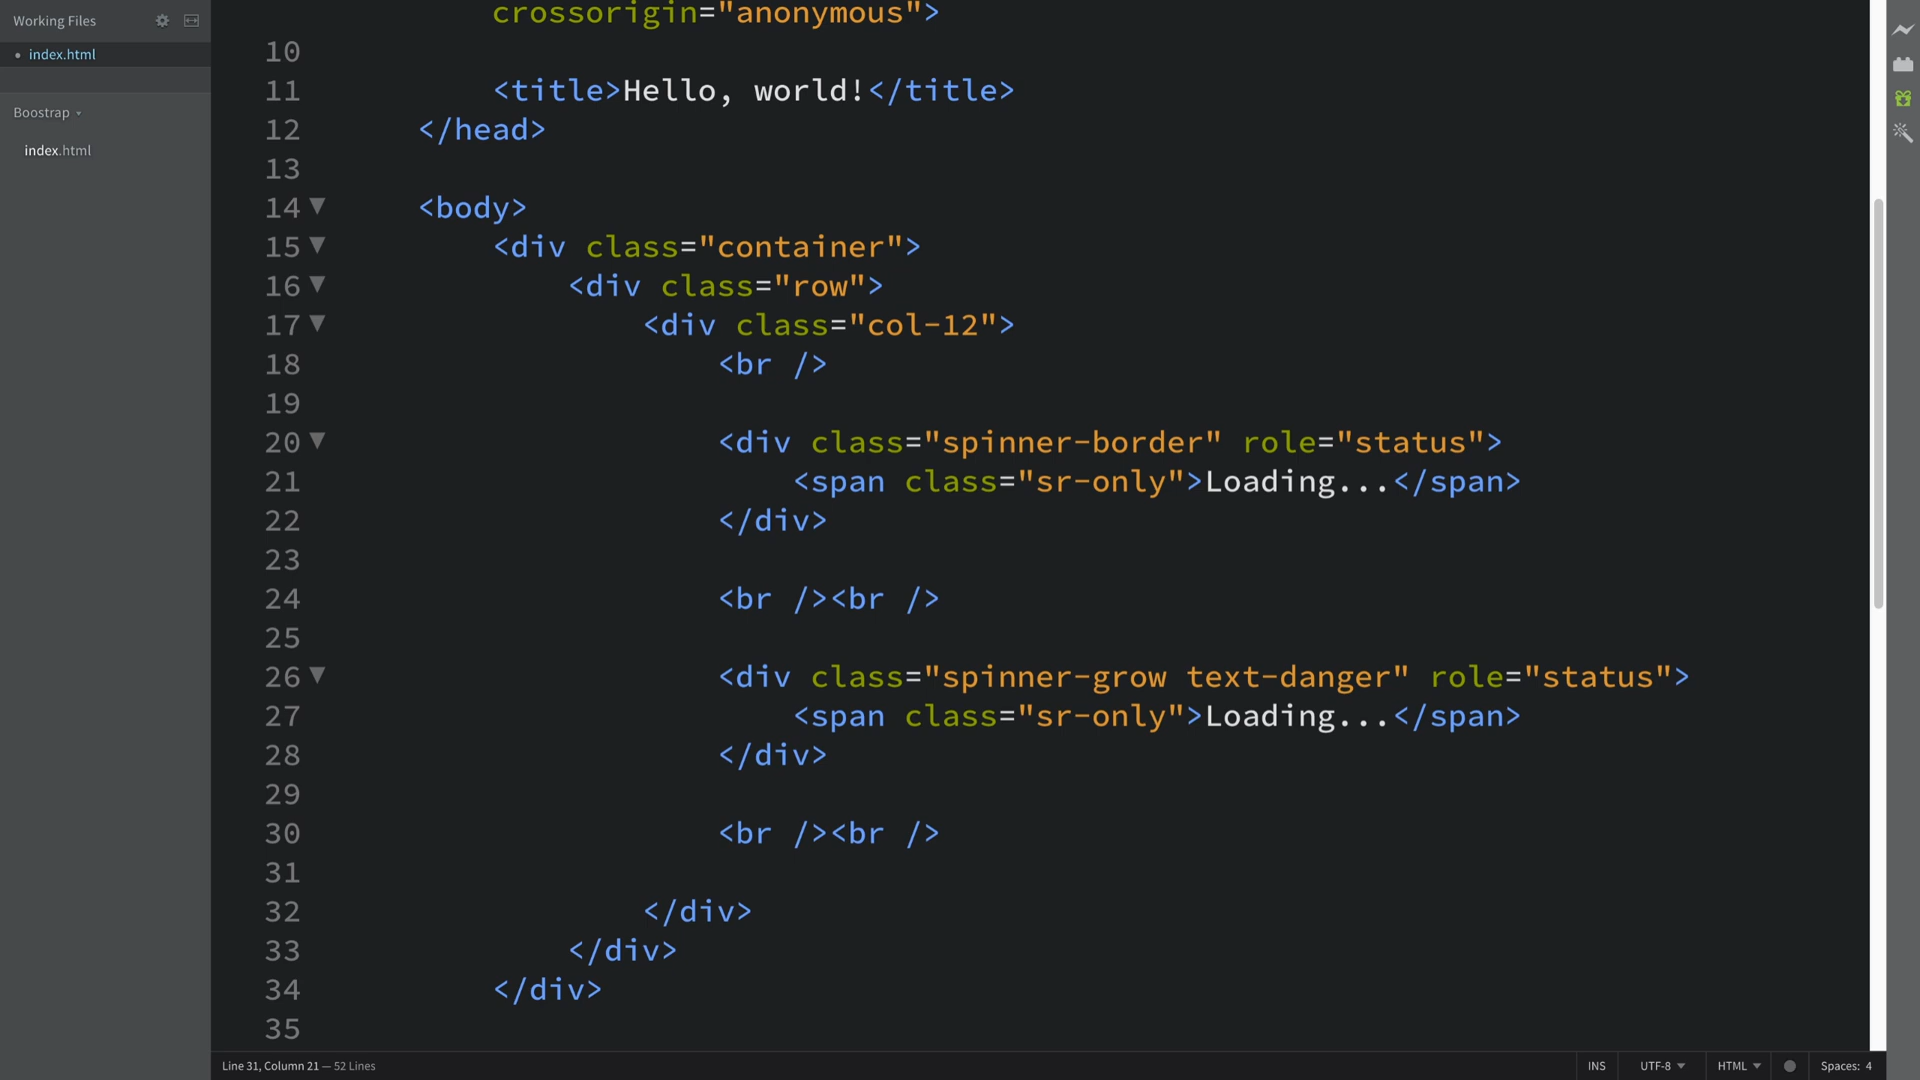 Working Files
index.html
Boostrap
index.html
crossorigin="anonymous">
10
11 <title>Hello, world!</title>
12 </head>
13
14 <body>
15 <div class="container">
16 <div class="row">
17 <div class="col-12">
18 <br />
19
20 <div class="spinner-border" role="status">
21 <span class="sr-only">Loading...</span>
22 </div>
23
24 <br /><br />
25
26 <div class="spinner-grow text-danger" role="status">
27 <span class="sr-only">Loading...</span>
28 </div>
29
30 <br /><br />
31
32 </div>
33 </div>
34 </div>
35
Line 31, Column 21 — 52 Lines INS UTF-8 HTML Spaces: 4